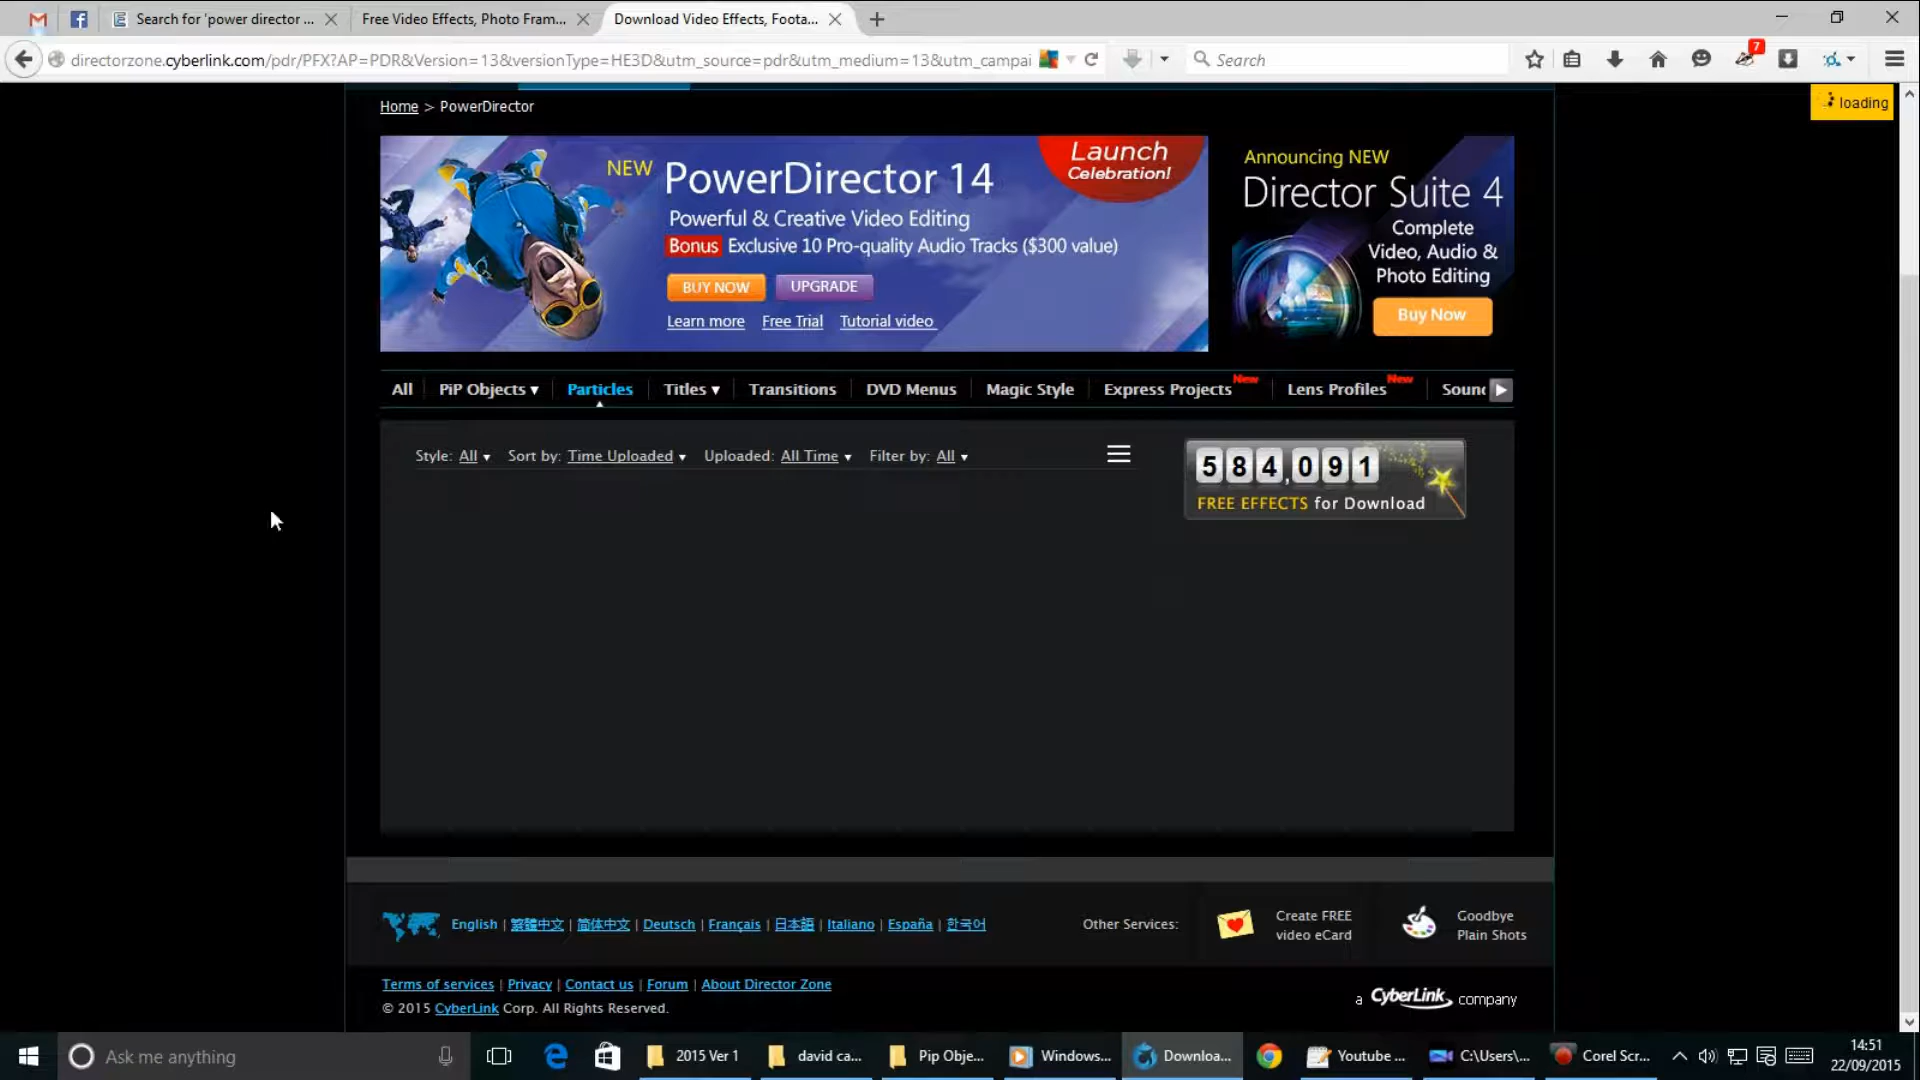 Search for 'power director ...
Free Video Effects, Photo Fram...
Download Video Effects, Foota...
directorzone.cyberlink.com/pdr/PFX?AP=PDR&Version=13&versionType=HE3D&utm_source=pdr&utm_medium=13&utm_campai
Search
7
Home > PowerDirector
loading
NEW PowerDirector 14
Launch Celebration!
Powerful & Creative Video Editing
Bonus Exclusive 10 Pro-quality Audio Tracks ($300 value)
BUY NOW UPGRADE
Learn more Free Trial Tutorial video
Announcing NEW
Director Suite 4
Complete
Video, Audio &
Photo Editing
Buy Now
All PiP Objects Particles Titles Transitions DVD Menus Magic Style Express Projects New Lens Profiles New Soun
Style: All Sort by: Time Uploaded Uploaded: All Time Filter by: All
584,091
FREE EFFECTS for Download
English | 繁體中文 | 简体中文 | Deutsch | Français | 日本語 | Italiano | España | 한국어
Other Services:
Create FREE
video eCard
Goodbye
Plain Shots
Terms of services | Privacy | Contact us | Forum | About Director Zone
© 2015 CyberLink Corp. All Rights Reserved.
a CyberLink company
Ask me anything
2015 Ver 1
david ca...
Pip Obje...
Windows...
Downloa...
Youtube ...
C:\Users\...
Corel Scr...
14:51
22/09/2015